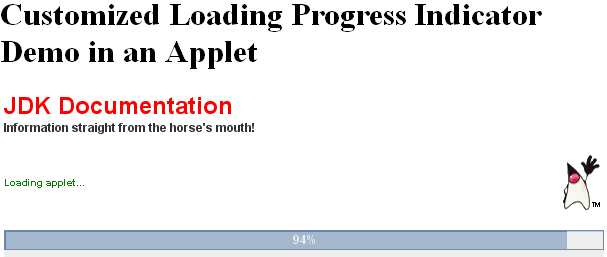 Customized Loading Progress Indicator
Demo in an Applet
JDK Documentation
Information straight from the horse's mouth!
Loading applet...
TM
94%